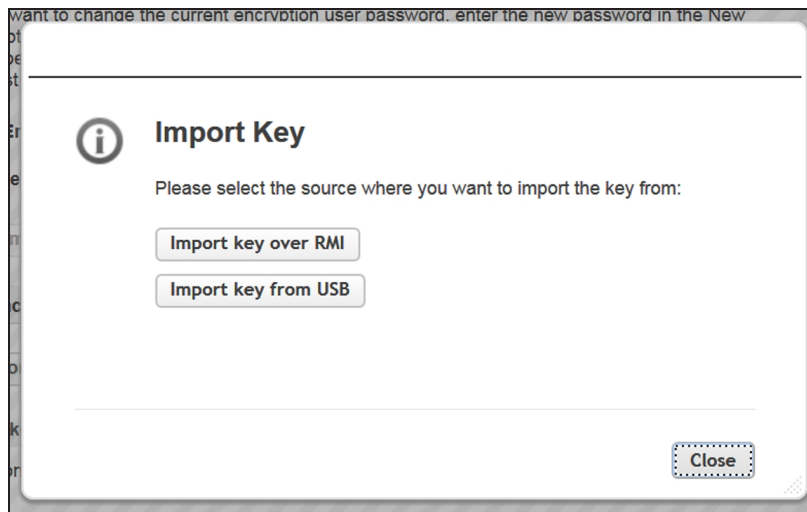 want to change the current encryption user password, enter the new password in the New
Import Key
Please select the source where you want to import the key from:
Import key over RMI
Import key from USB
Close